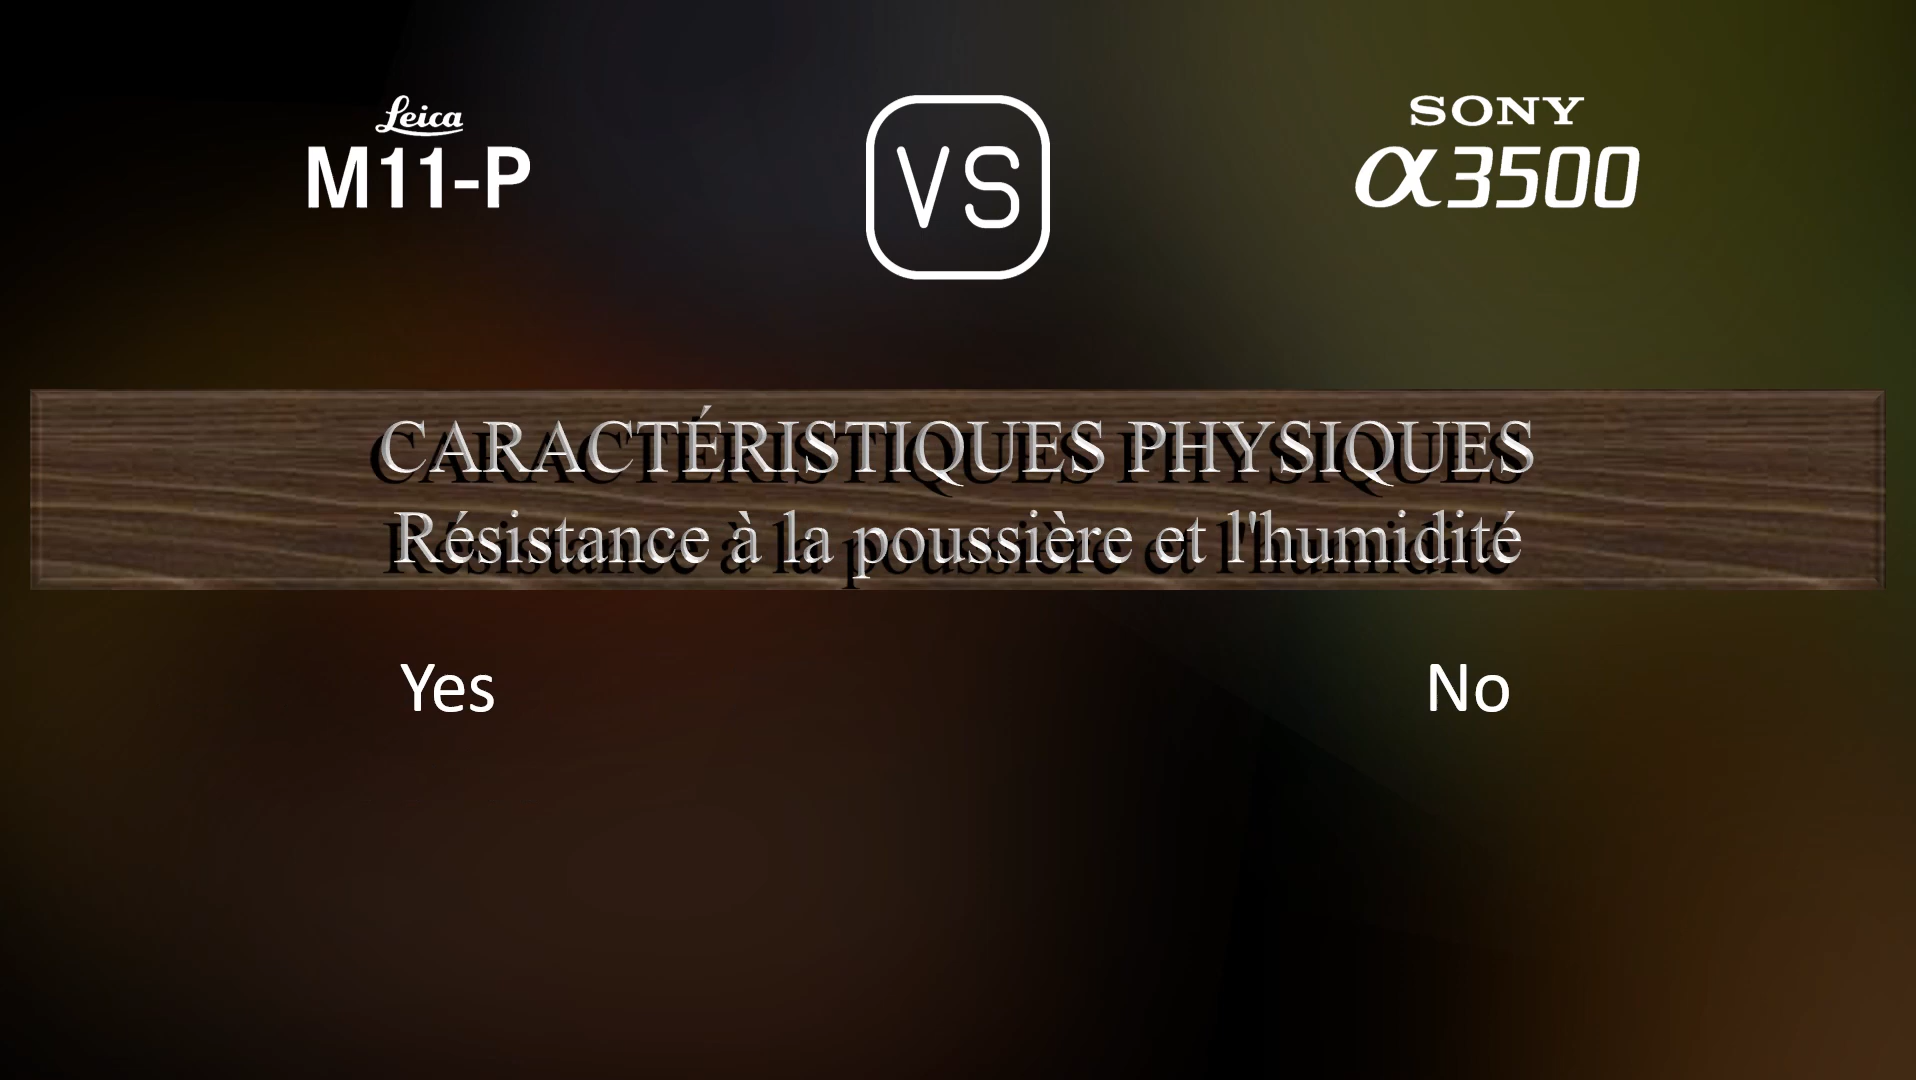 Leica
M11-P
VS
SONY
α3500
CARACTÉRISTIQUES PHYSIQUES
Résistance à la poussière et l'humidité
Yes
No